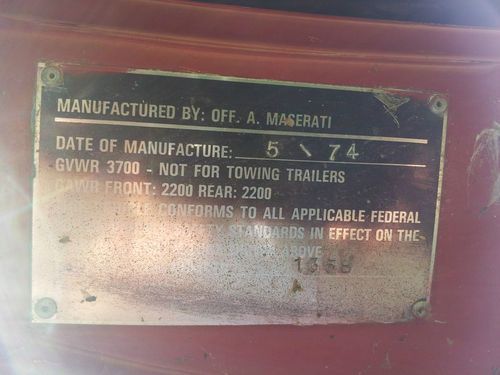 MANUFACTURED BY: OFF. A. MASERATI
DATE OF MANUFACTURE: 5 \ 74
GVWR 3700 - NOT FOR TOWING TRAILERS
GAWR FRONT: 2200 REAR: 2200
CONFORMS TO ALL APPLICABLE FEDERAL
STANDARDS IN EFFECT ON THE
ABOVE